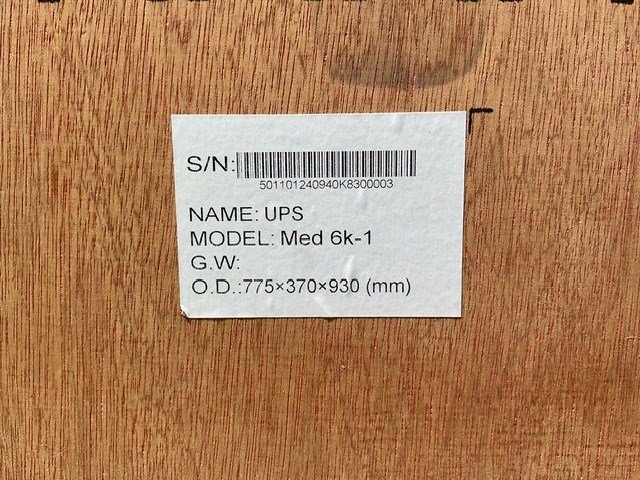 S/N:
501101240940K8300003
NAME: UPS
MODEL: Med 6k-1
G.W:
O.D.:775×370×930 (mm)